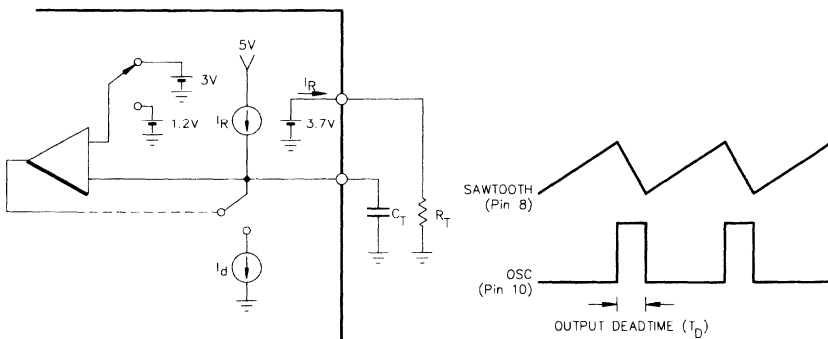 5V
3V
I_R
1.2V
I_R
3.7V
C_T
R_T
I_d
SAWTOOTH
(Pin 8)
OSC
(Pin 10)
OUTPUT DEADTIME (T_D)